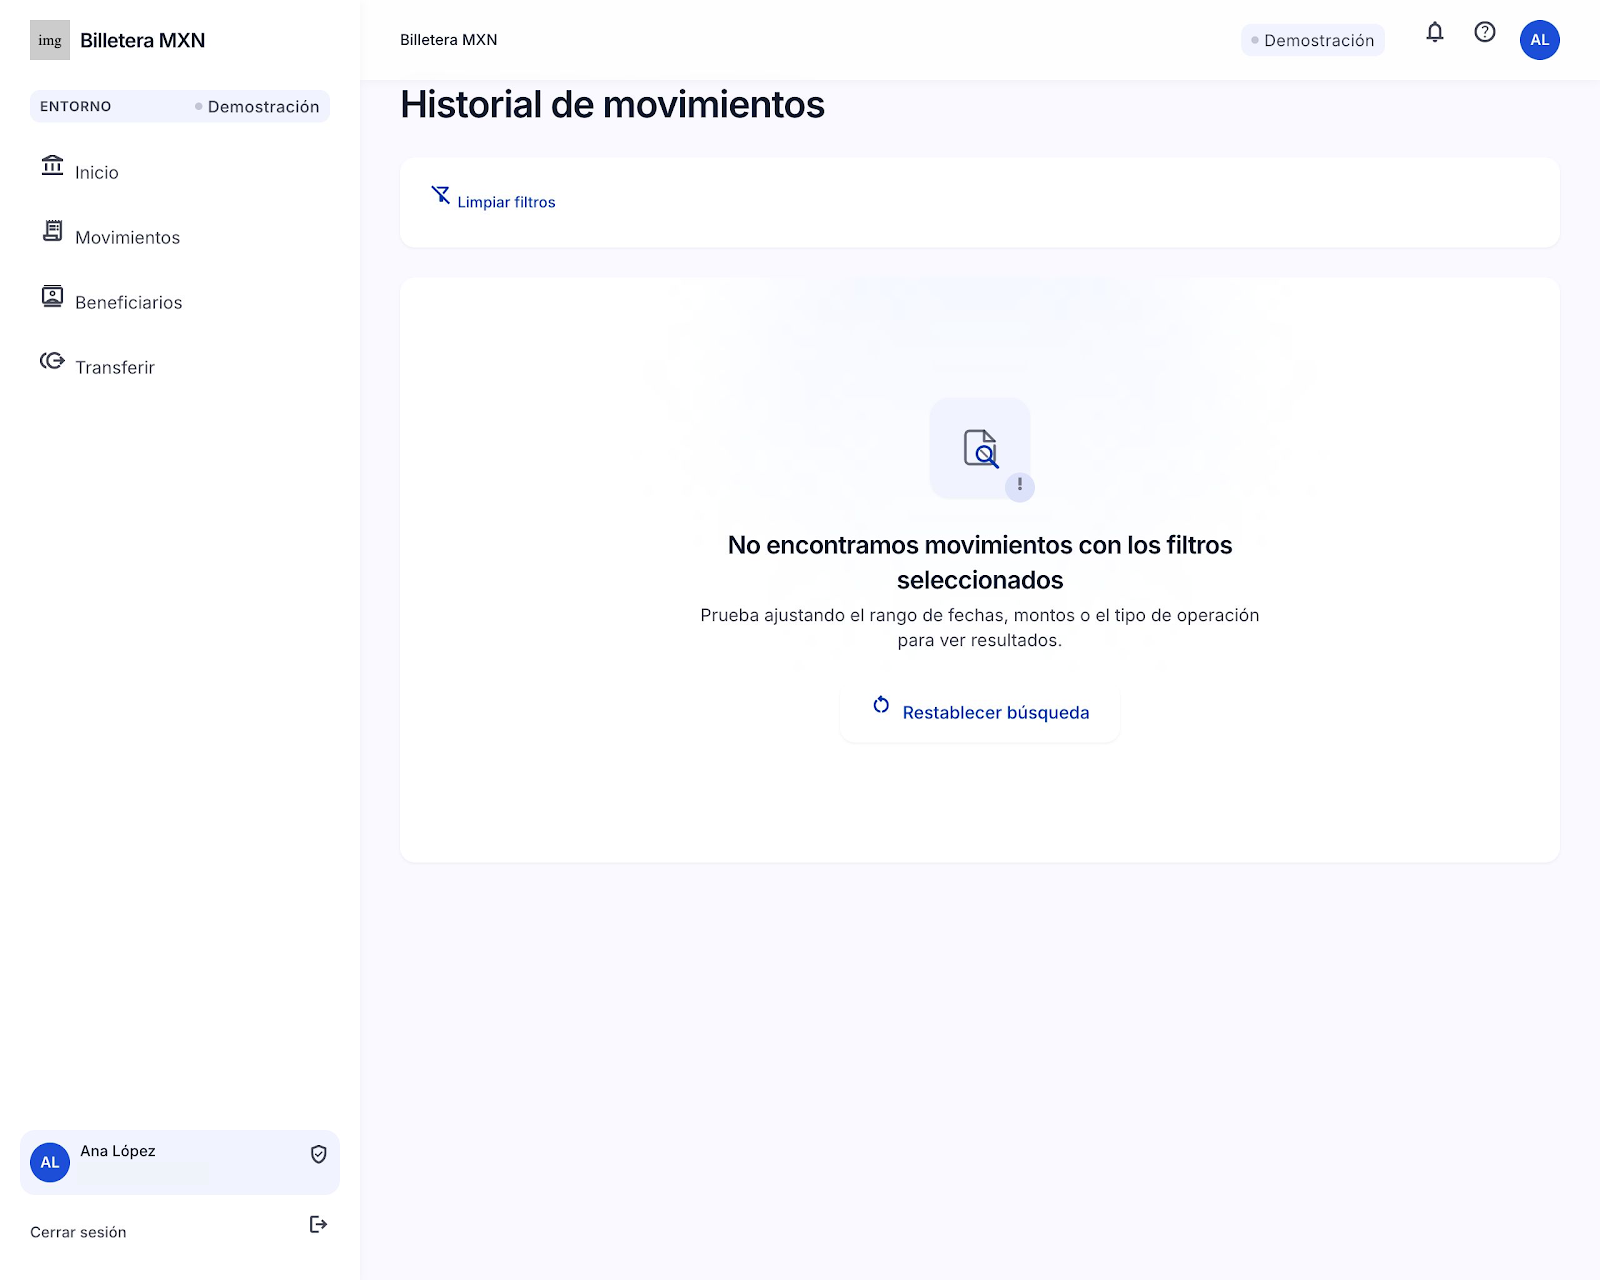 img
Billetera MXN
ENTORNO
Demostración
Inicio
Movimientos
Beneficiarios
Transferir
Ana López
AL
Cerrar sesión
Billetera MXN
Demostración
AL
Historial de movimientos
Limpiar filtros
!
No encontramos movimientos con los filtros
seleccionados
Prueba ajustando el rango de fechas, montos o el tipo de operación
para ver resultados.
Restablecer búsqueda